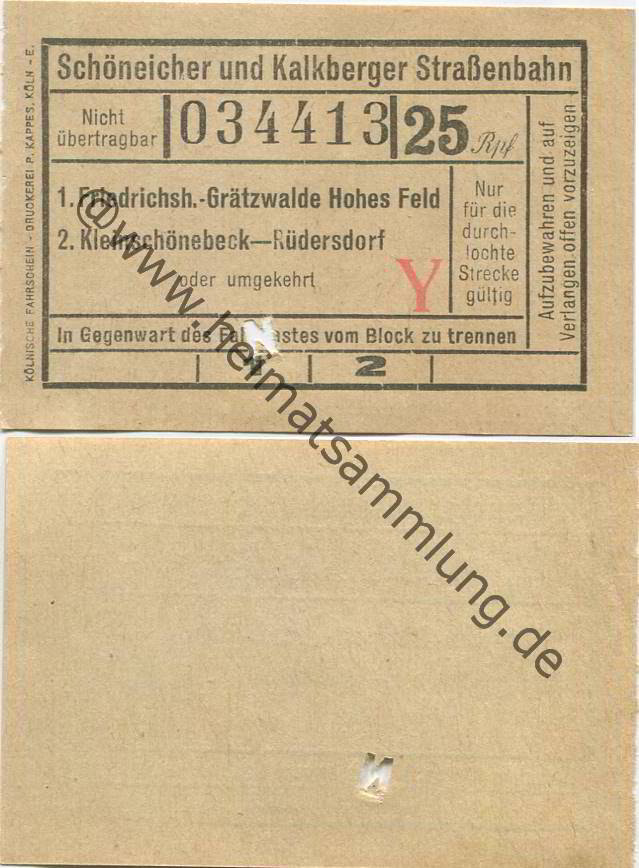 Schöneicher und Kalkberger Straßenbahn
Nicht
übertragbar
034413
25 Rpf
1. Friedrichsh.-Grätzwalde Hohes Feld
2. Kleinschönebeck—Rüdersdorf
oder umgekehrt
Y
Nur
für die
durch-
lochte
Strecke
gültig
Aufzubewahren und auf
Verlangen offen vorzuzeigen
In Gegenwart des Fahrgastes vom Block zu trennen
1
2
KÖLNISCHE FAHRSCHEIN - DRUCKEREI P. KAPPES, KÖLN - E.
@www.heimatsammlung.de